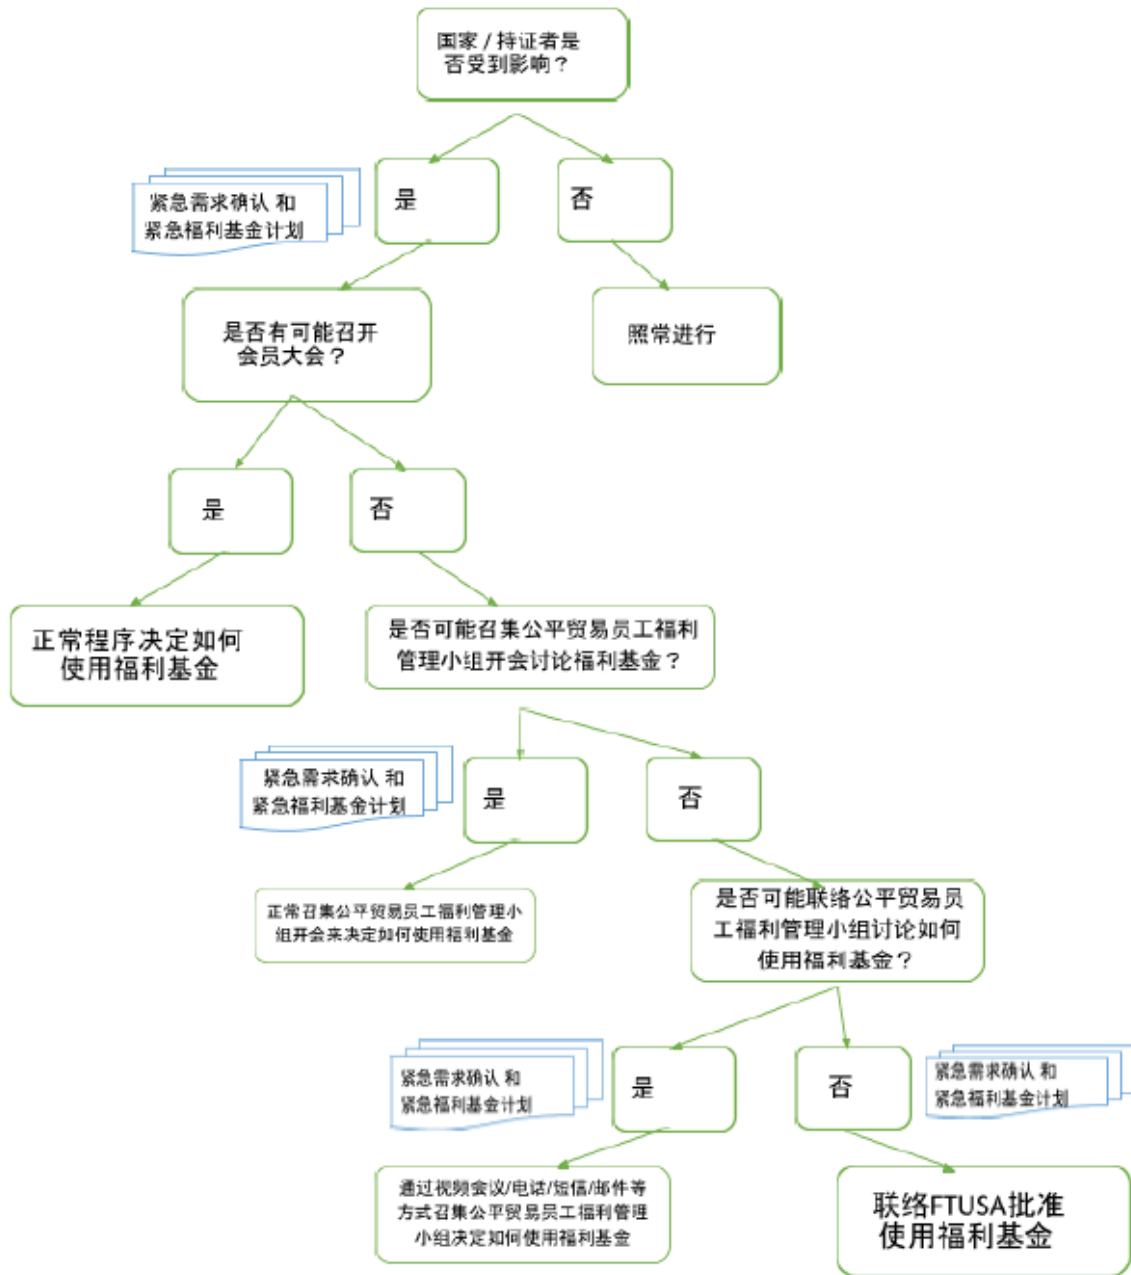 国家 / 持证者是
否受到影响？
紧急需求确认 和
紧急福利基金计划
是
否
是否有可能召开
会员大会？
照常进行
是
否
正常程序决定如何
使用福利基金
是否可能召集公平贸易员工福利
管理小组开会讨论福利基金？
紧急需求确认 和
紧急福利基金计划
是
否
正常召集公平贸易员工福利管理小
组开会来决定如何使用福利基金
是否可能联络公平贸易员
工福利管理小组讨论如何
使用福利基金？
紧急需求确认 和
紧急福利基金计划
是
否
紧急需求确认 和
紧急福利基金计划
通过视频会议/电话/短信/邮件等
方式召集公平贸易员工福利管理
小组决定如何使用福利基金
联络FTUSA批准
使用福利基金